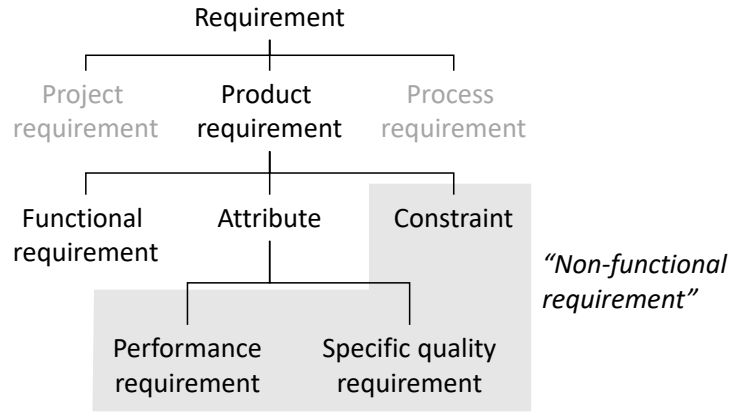 Requirement
Project
requirement
Product
requirement
Process
requirement
Functional
requirement
Attribute
Constraint
“Non-functional
requirement”
Performance
requirement
Specific quality
requirement